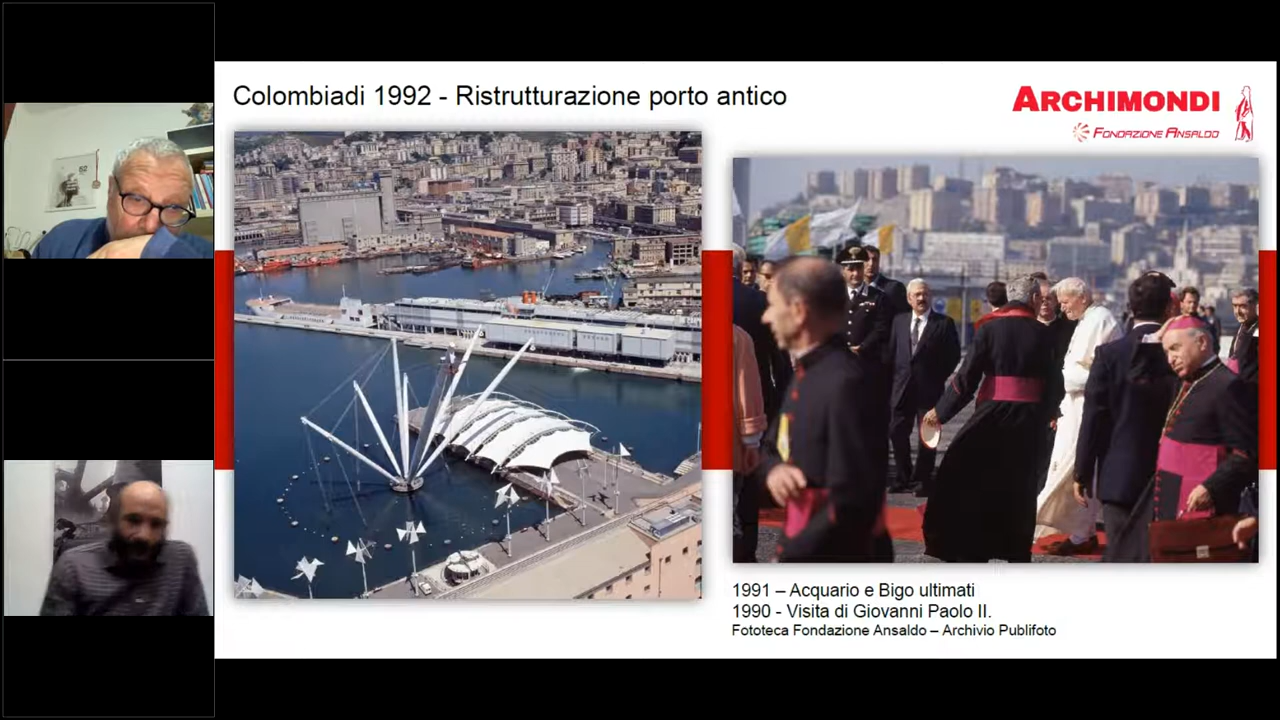 Colombiadi 1992 - Ristrutturazione porto antico
ARCHIMONDI
FONDAZIONE ANSALDO
1991 – Acquario e Bigo ultimati
1990 - Visita di Giovanni Paolo II.
Fototeca Fondazione Ansaldo – Archivio Publifoto